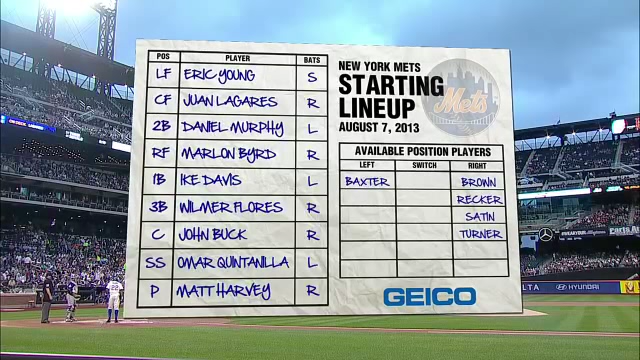 POS PLAYER BATS
LF ERIC YOUNG S
CF JUAN LAGARES R
2B DANIEL MURPHY L
RF MARLON BYRD R
1B IKE DAVIS L
3B WILMER FLORES R
C JOHN BUCK R
SS OMAR QUINTANILLA L
P MATT HARVEY R
NEW YORK METS
STARTING
LINEUP
AUGUST 7, 2013
Mets
AVAILABLE POSITION PLAYERS
LEFT SWITCH RIGHT
BAXTER BROWN
RECKER
SATIN
TURNER
GEICO
DELTA HYUNDAI